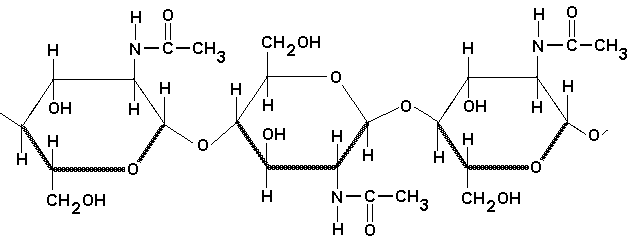 H O H O
H N C CH3 CH2OH H N C CH3
O
H H H
OH H H O OH H
H OH H H O
H O H H H
O O
CH2OH H N C CH3 CH2OH
H O